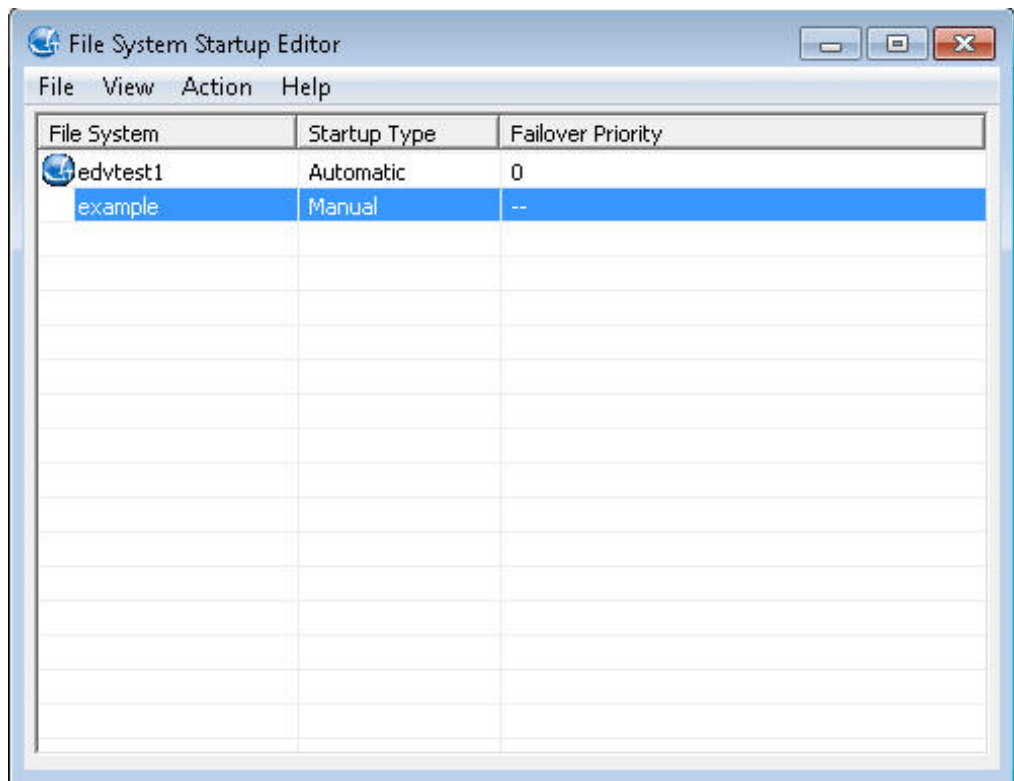 File System Startup Editor
File View Action Help
File System Startup Type Failover Priority
edvtest1 Automatic 0
example Manual --